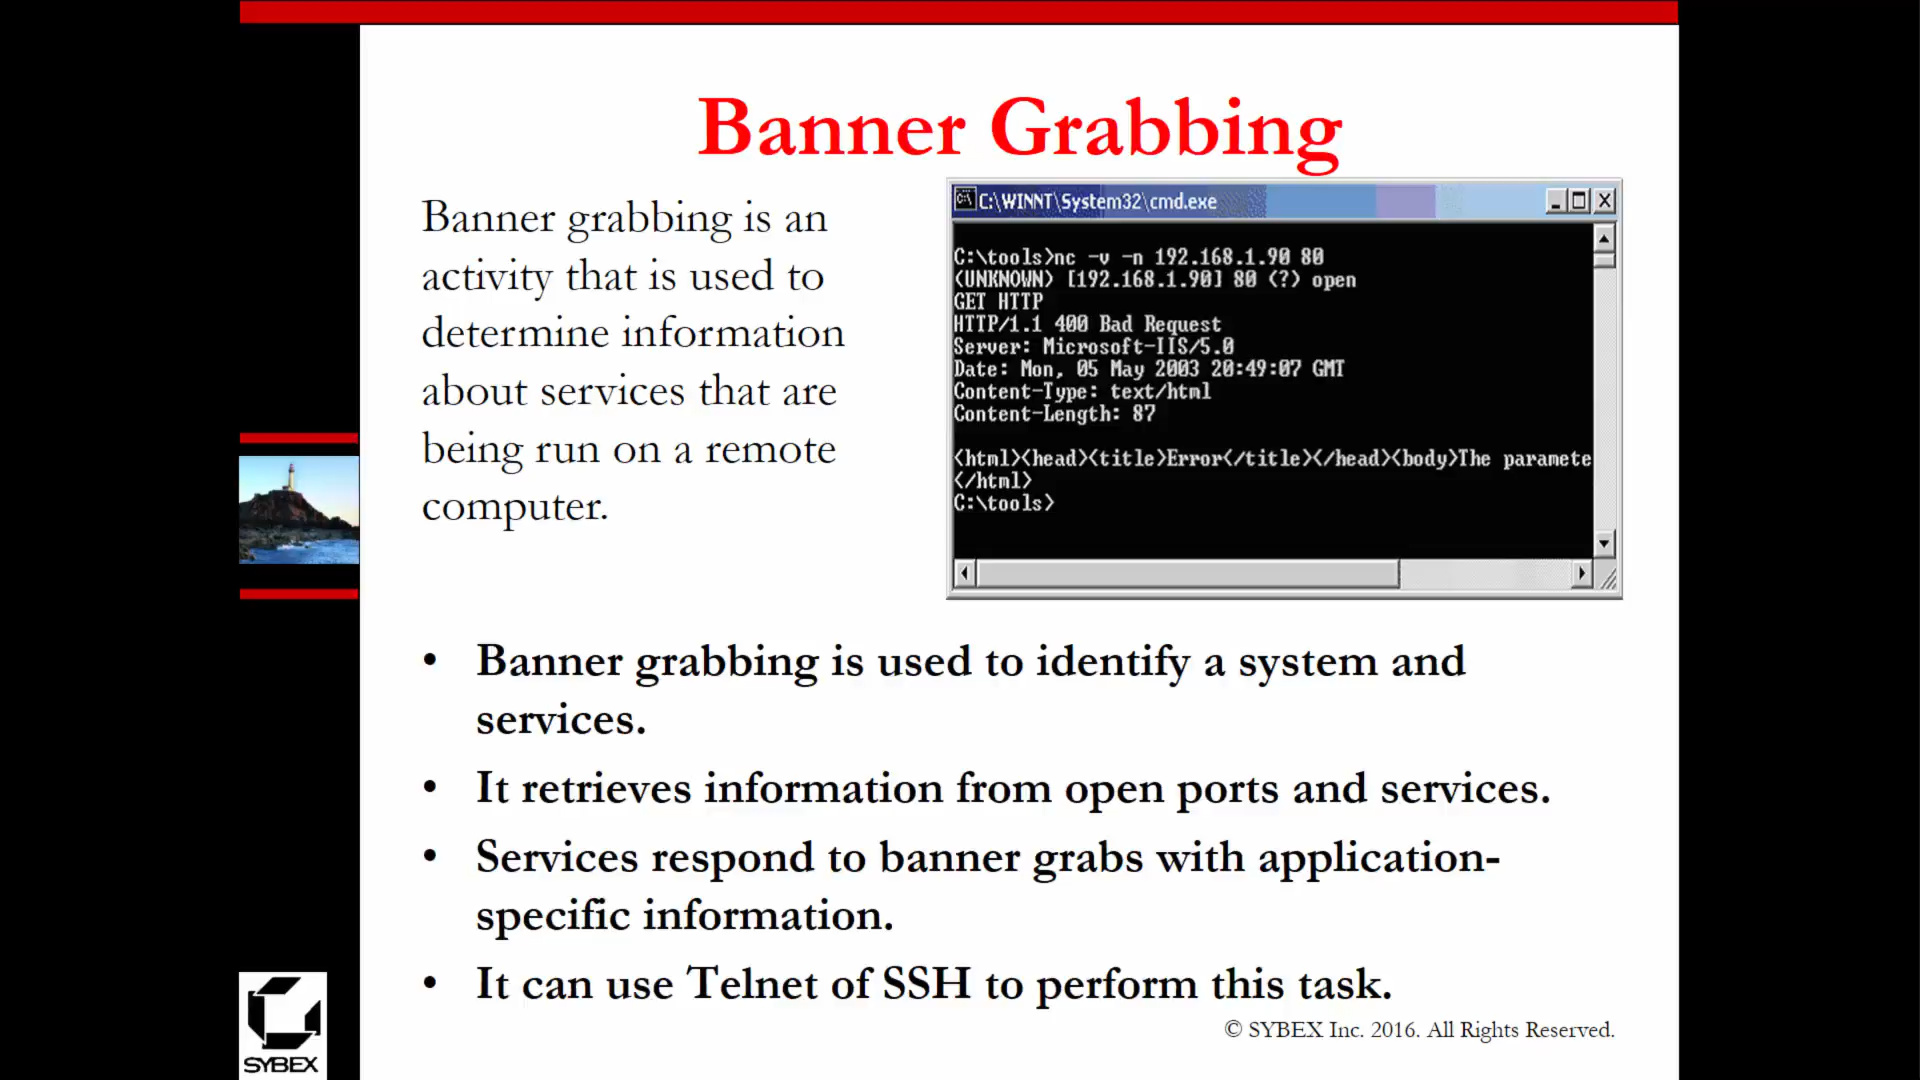 Banner Grabbing
Banner grabbing is an
activity that is used to
determine information
about services that are
being run on a remote
computer.
C:\WINNT\System32\cmd.exe
C:\tools>nc -v -n 192.168.1.90 80
(UNKNOWN) [192.168.1.90] 80 (?) open
GET HTTP
HTTP/1.1 400 Bad Request
Server: Microsoft-IIS/5.0
Date: Mon, 05 May 2003 20:49:07 GMT
Content-Type: text/html
Content-Length: 87
<html><head><title>Error</title></head><body>The paramete
</html>
C:\tools>
• Banner grabbing is used to identify a system and
services.
• It retrieves information from open ports and services.
• Services respond to banner grabs with application-
specific information.
• It can use Telnet of SSH to perform this task.
© SYBEX Inc. 2016. All Rights Reserved.
SYBEX